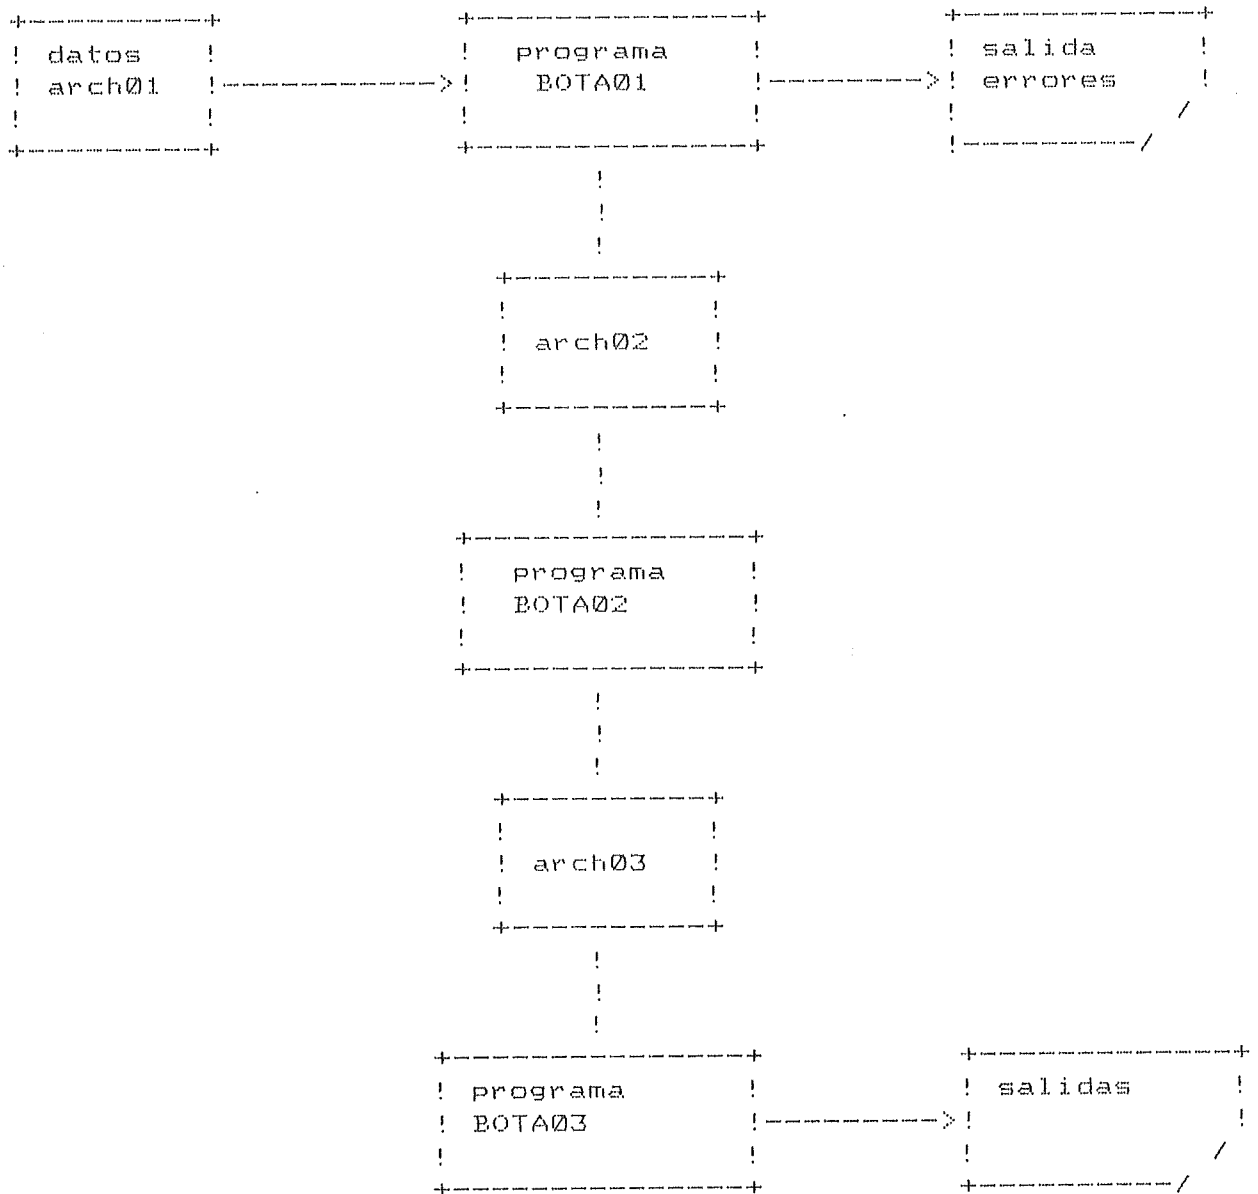 datos
arch01
programa
BOTA01
salida
errores
arch02
programa
BOTA02
arch03
programa
BOTA03
salidas